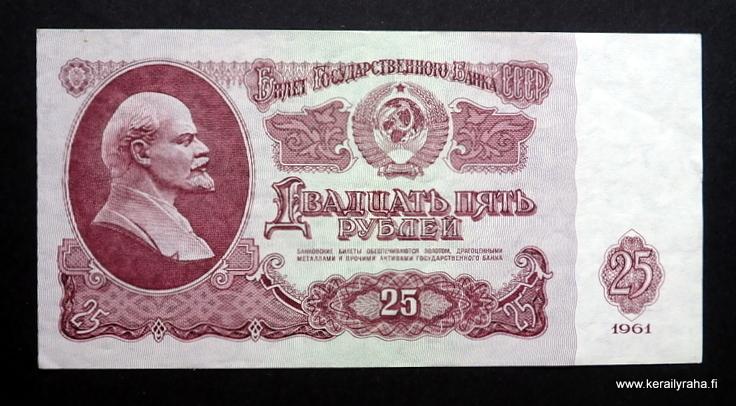 Билет Государственного Банка СССР
Двадцать пять
рублей
БАНКОВСКИЕ БИЛЕТЫ ОБЕСПЕЧИВАЮТСЯ ЗОЛОТОМ, ДРАГОЦЕННЫМИ
МЕТАЛЛАМИ И ПРОЧИМИ АКТИВАМИ ГОСУДАРСТВЕННОГО БАНКА
25
25
25
25
1961
www.kerailyraha.fi